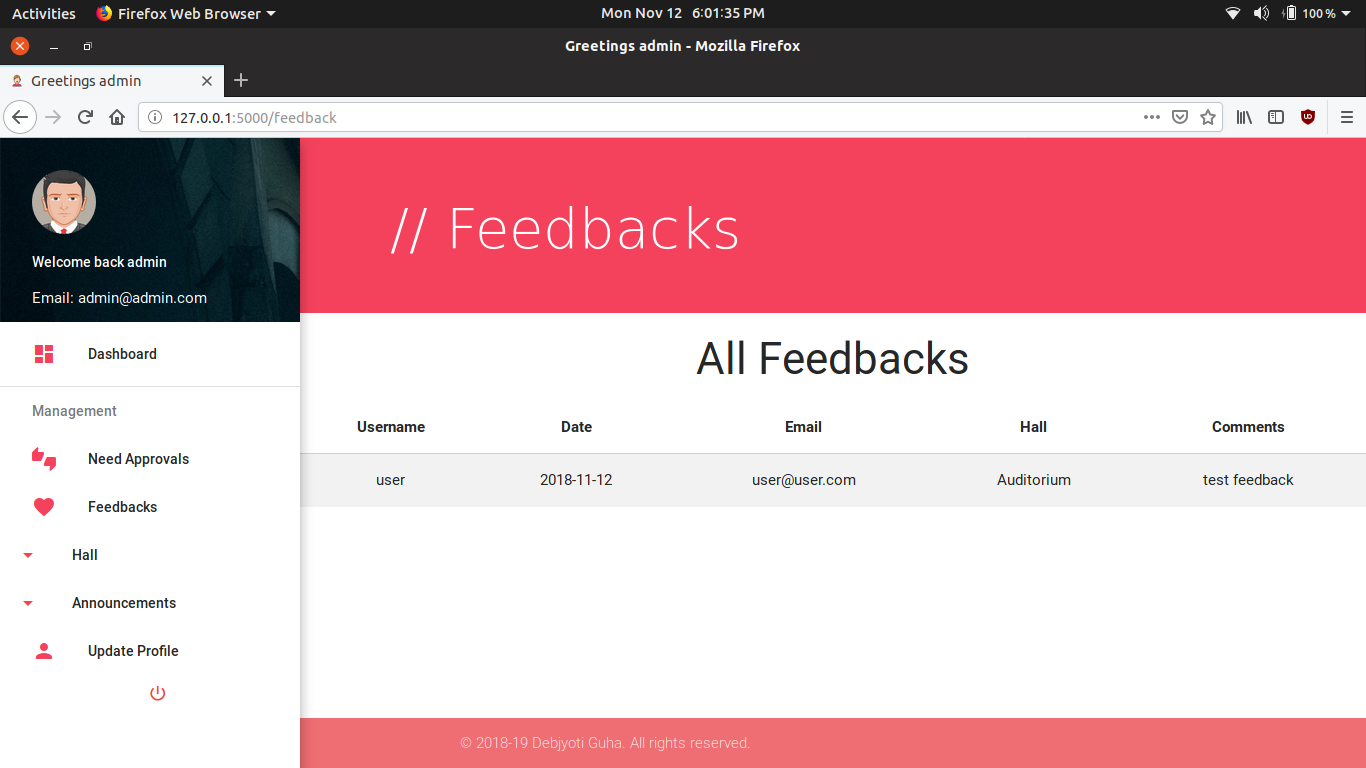 Activities Firefox Web Browser Mon Nov 12 6:01:35 PM 100 %
Greetings admin - Mozilla Firefox
Greetings admin
127.0.0.1:5000/feedback
Welcome back admin
Email: admin@admin.com
Dashboard
Management
Need Approvals
Feedbacks
Hall
Announcements
Update Profile
// Feedbacks
All Feedbacks
Username Date Email Hall Comments
user 2018-11-12 user@user.com Auditorium test feedback
© 2018-19 Debjyoti Guha. All rights reserved.